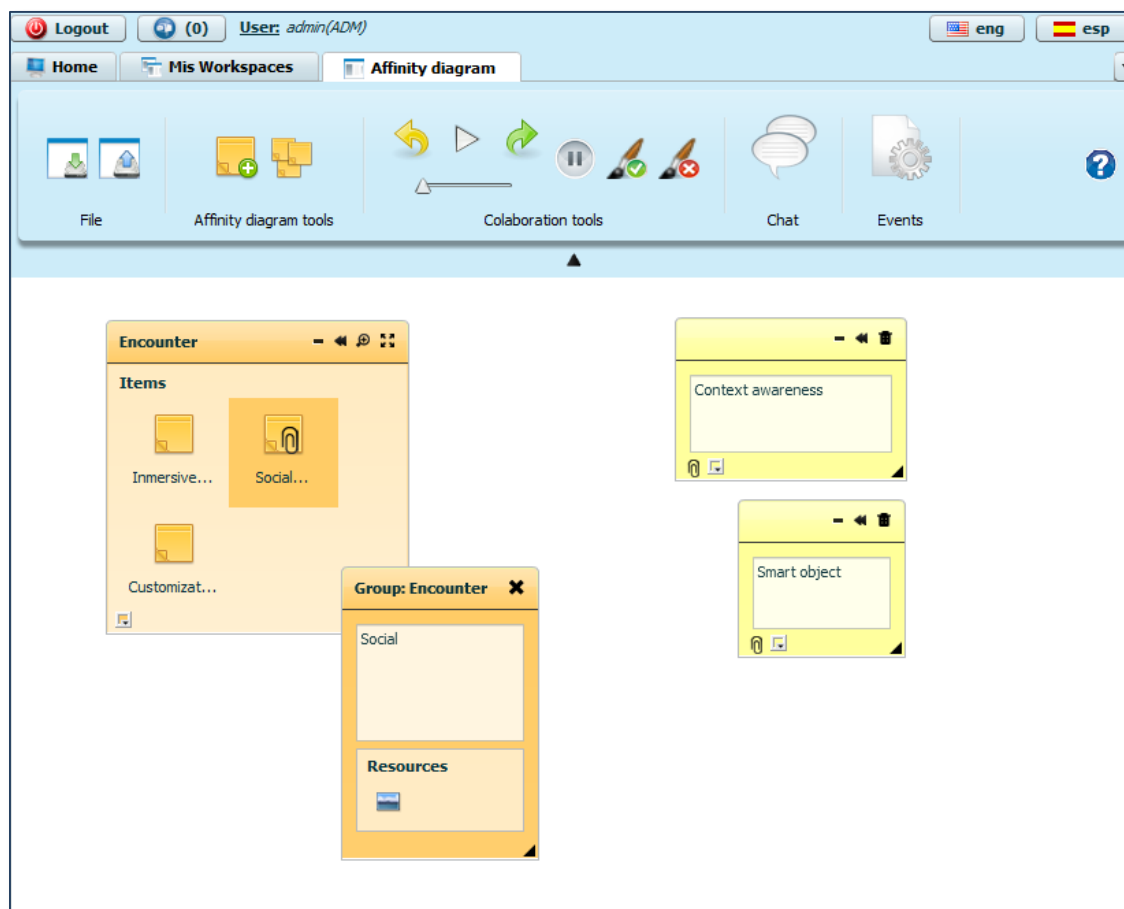 Logout (0) User: admin(ADM) eng esp
Home Mis Workspaces Affinity diagram
File Affinity diagram tools Colaboration tools Chat Events
Encounter
Items
Inmersive... Social...
Customizat...
Group: Encounter
Social
Resources
Context awareness
Smart object